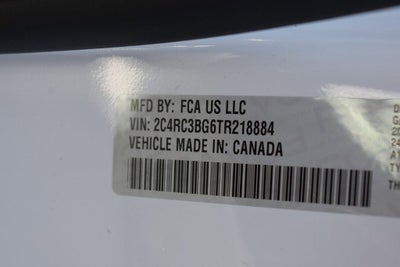 MFD BY: FCA US LLC
VIN: 2C4RC3BG6TR218884
VEHICLE MADE IN: CANADA